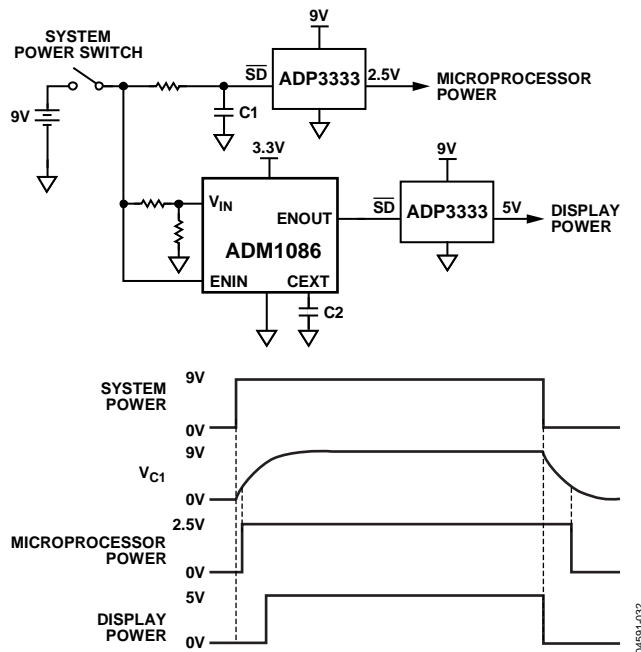 SYSTEM
POWER SWITCH
9V
C1
9V
SD
ADP3333
2.5V
MICROPROCESSOR
POWER
3.3V
VIN
ENOUT
ADM1086
ENIN
CEXT
C2
9V
SD
ADP3333
5V
DISPLAY
POWER
SYSTEM
POWER
9V
0V
VC1
9V
0V
MICROPROCESSOR
POWER
2.5V
0V
DISPLAY
POWER
5V
0V
04591-032